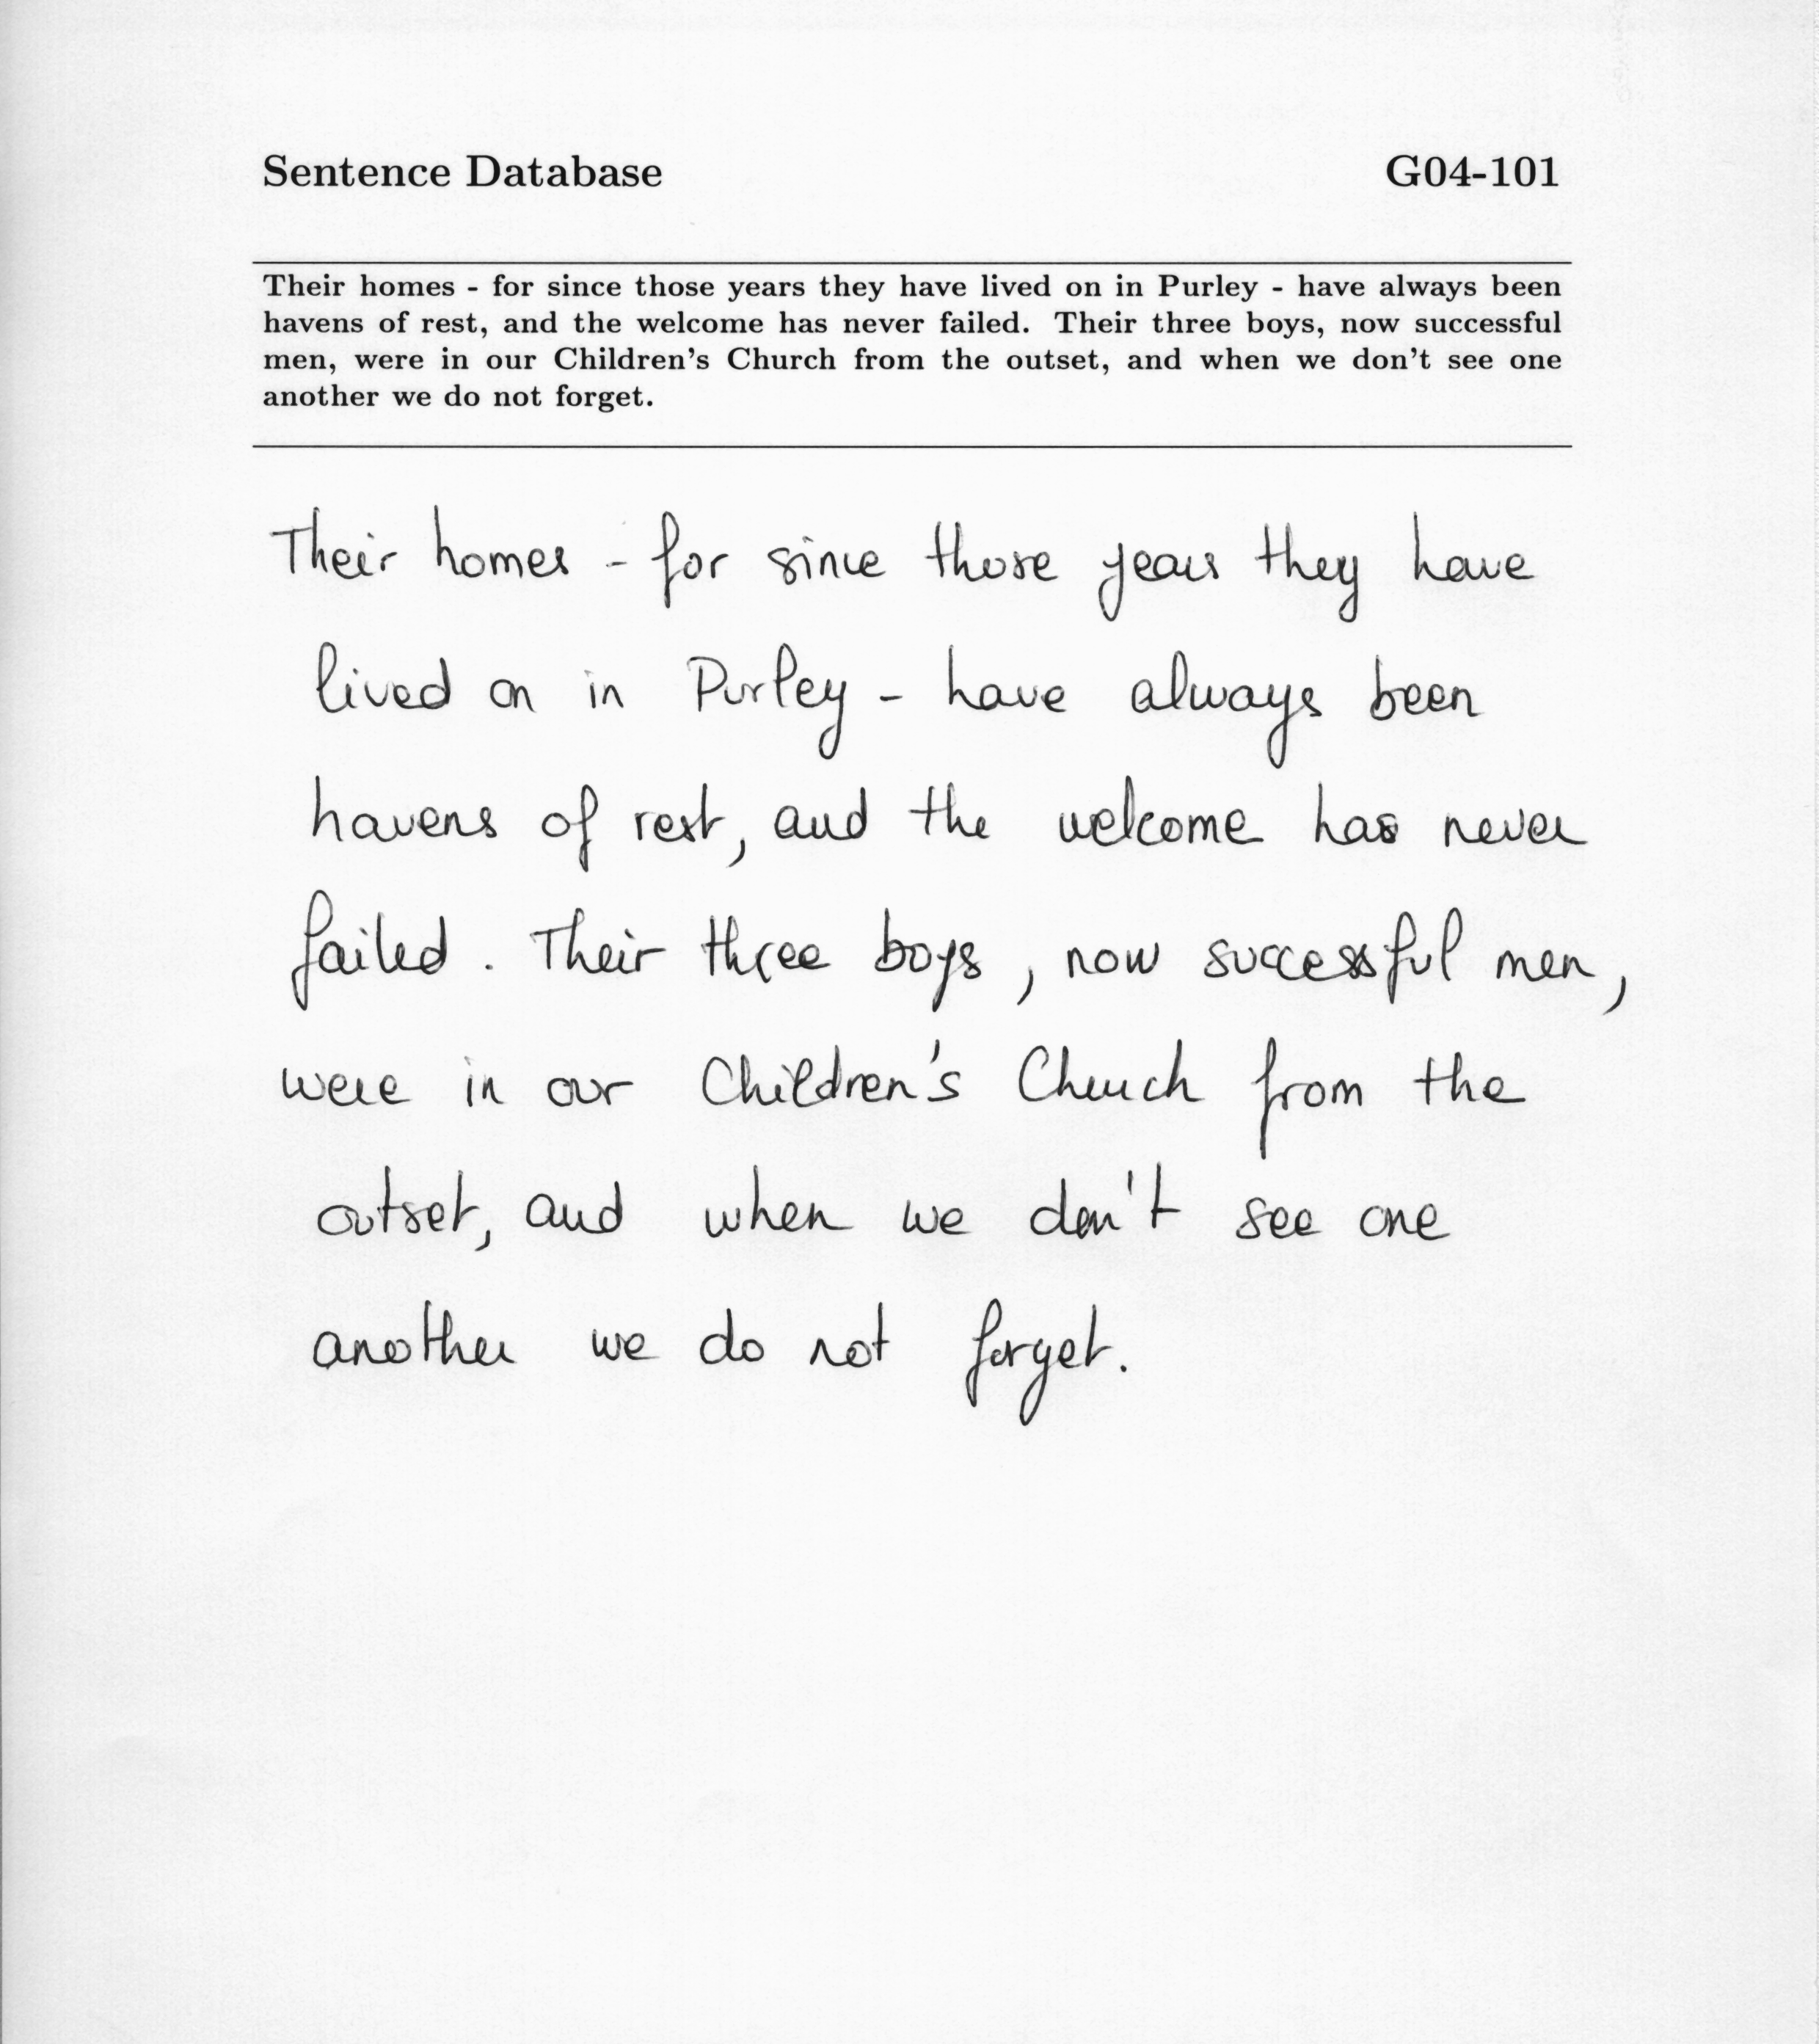 Sentence Database G04-101
Their homes - for since those years they have lived on in Purley - have always been
havens of rest, and the welcome has never failed. Their three boys, now successful
men, were in our Children's Church from the outset, and when we don't see one
another we do not forget.
Their homes - for since those years they have
lived on in Purley - have always been
havens of rest, and the welcome has never
failed. Their three boys, now successful men,
were in our Children's Church from the
outset, and when we don't see one
another we do not forget.